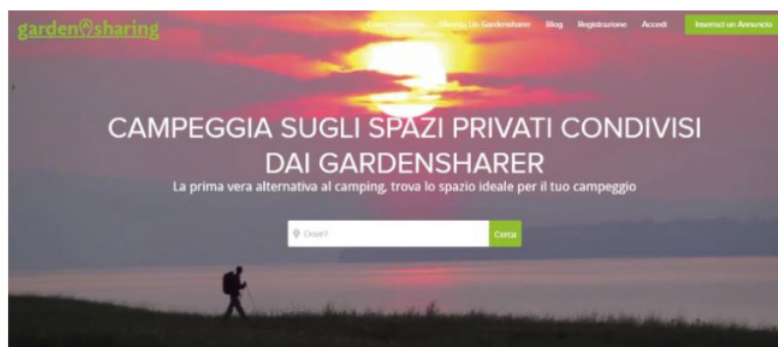 garden sharing
Come Funziona Diventa Un Gardensharer Blog Registrazione Accedi Inserisci un Annuncio
CAMPEGGIA SUGLI SPAZI PRIVATI CONDIVISI
DAI GARDENSHARER
La prima vera alternativa al camping, trova lo spazio ideale per il tuo campeggio
Dove?
Cerca